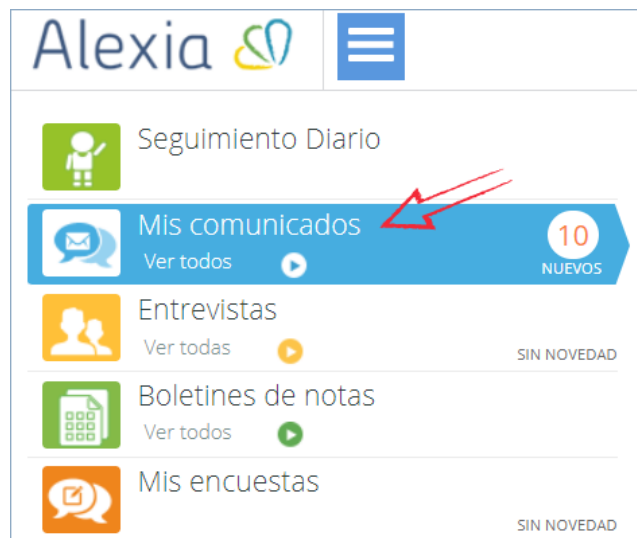 Alexia
Seguimiento Diario
Mis comunicados
Ver todos
10
NUEVOS
Entrevistas
Ver todas
SIN NOVEDAD
Boletines de notas
Ver todos
Mis encuestas
SIN NOVEDAD